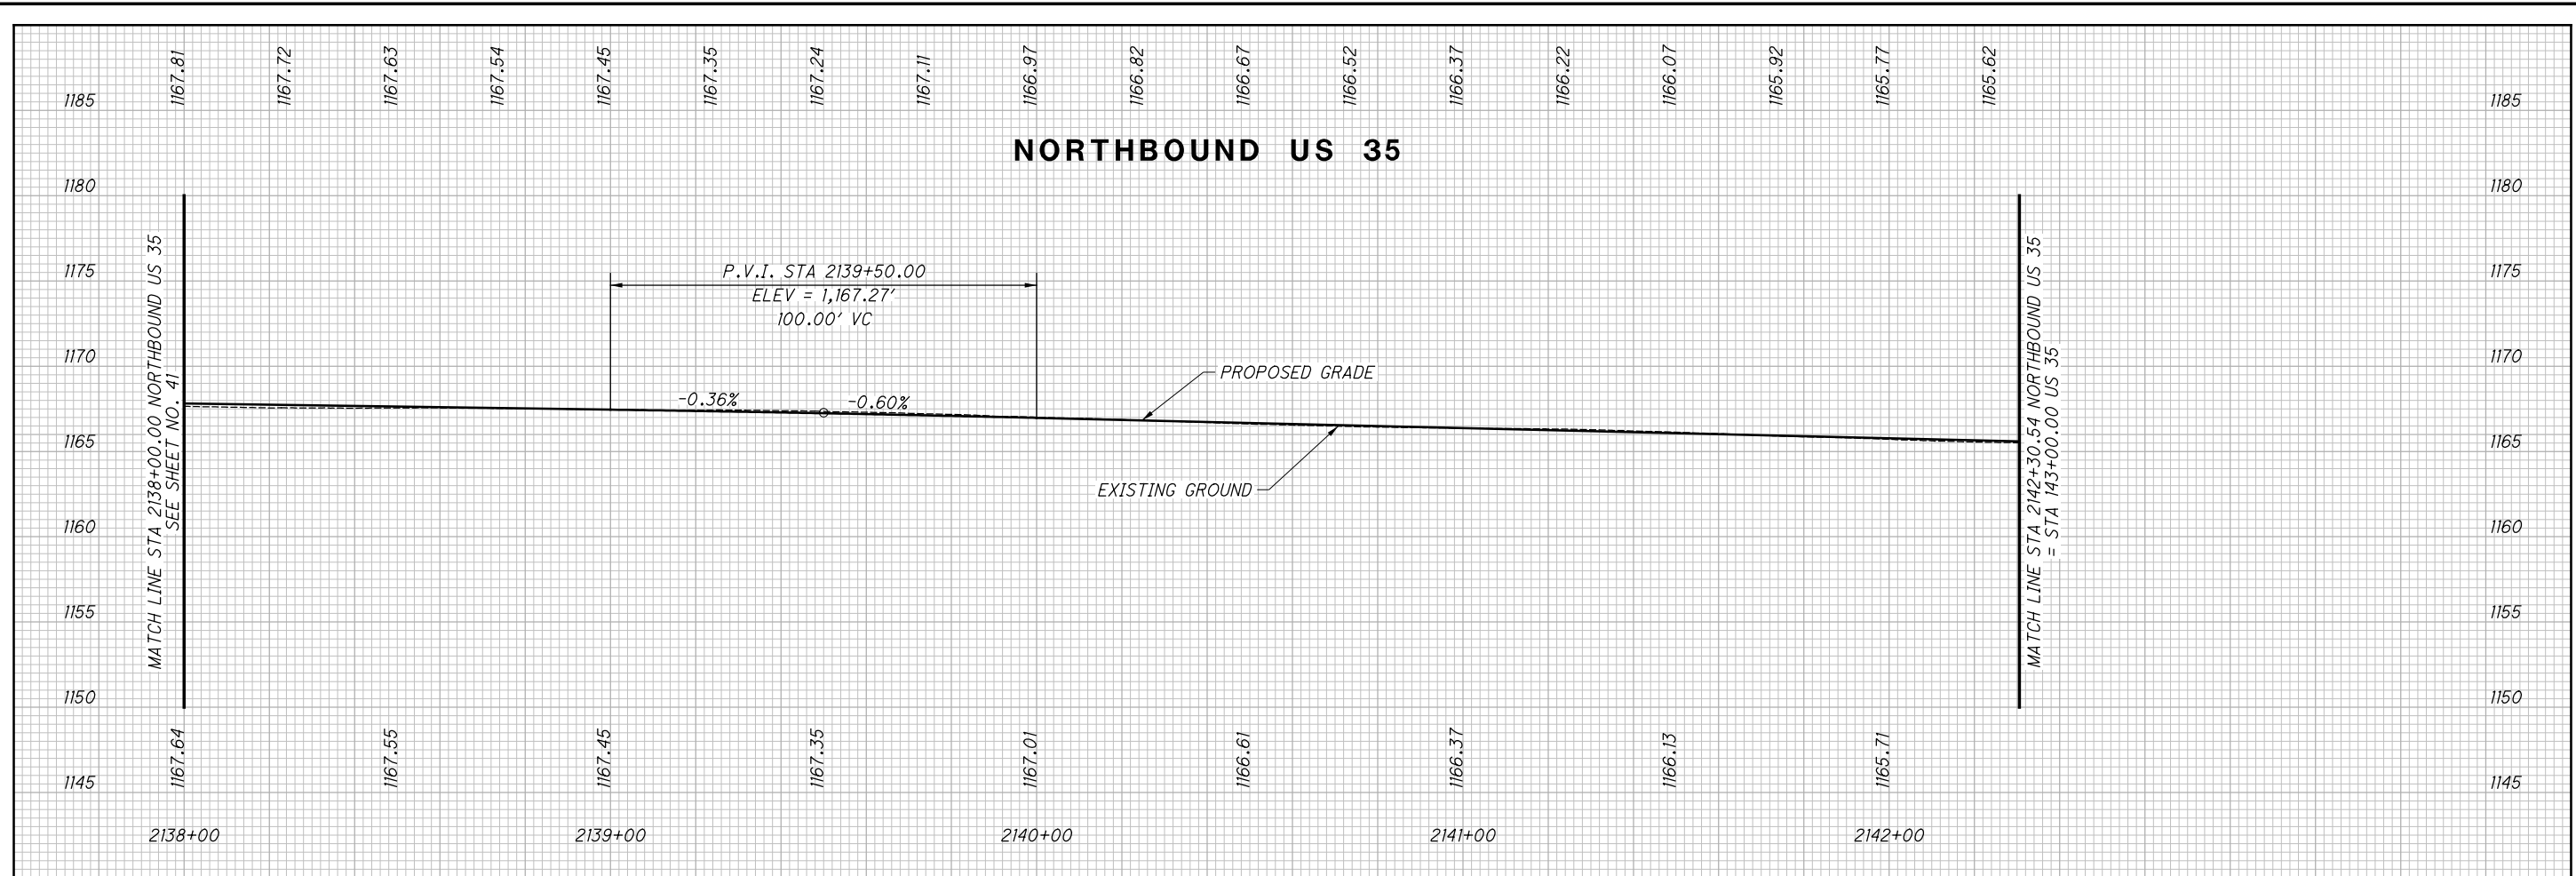 1167.81 1167.72 1167.63 1167.54 1167.45 1167.35 1167.24 1167.11 1166.97 1166.82 1166.67 1166.52 1166.37 1166.22 1166.07 1165.92 1165.77 1165.62
1185 1185
NORTHBOUND US 35
1180 1180
1175 1175
MATCH LINE STA 2138+00.00 NORTHBOUND US 35
SEE SHEET NO. 41
P.V.I. STA 2139+50.00
ELEV = 1,167.27'
100.00' VC
MATCH LINE STA 2142+30.54 NORTHBOUND US 35
= STA 143+00.00 US 35
1170 1170
PROPOSED GRADE
-0.36% -0.60%
1165 1165
EXISTING GROUND
1160 1160
1155 1155
1150 1150
1167.64 1167.55 1167.45 1167.35 1167.01 1166.61 1166.37 1166.13 1165.71
1145 1145
2138+00 2139+00 2140+00 2141+00 2142+00